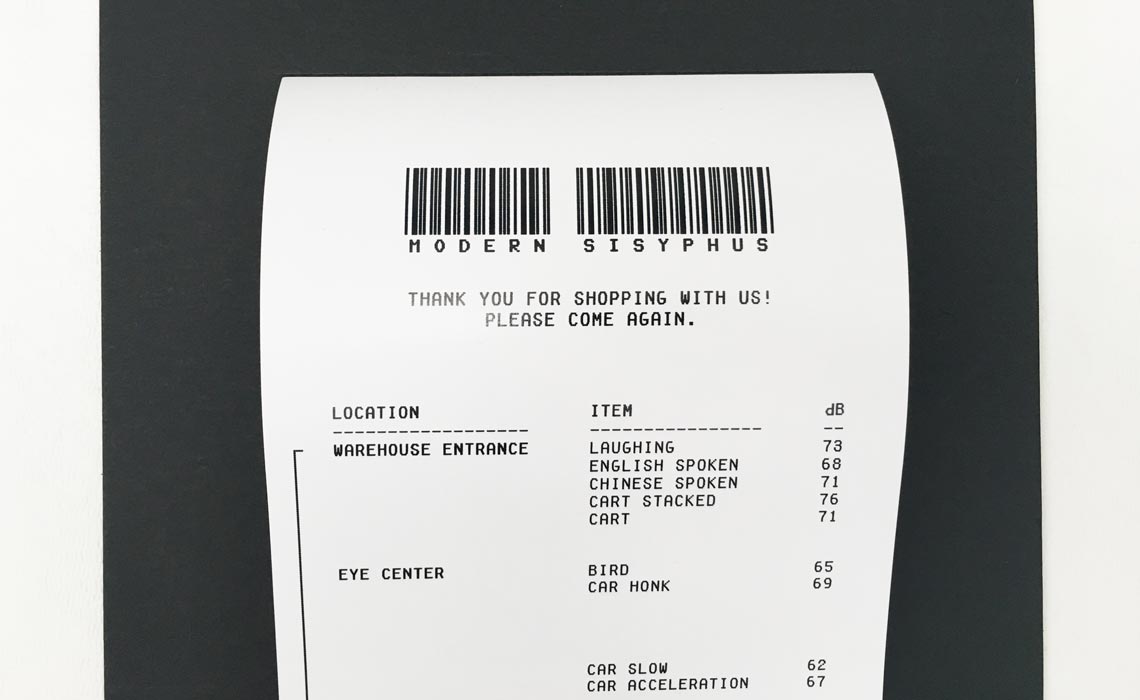 MODERN SISYPHUS
THANK YOU FOR SHOPPING WITH US!
PLEASE COME AGAIN.
LOCATION ITEM dB
----------------- ---------------- --
WAREHOUSE ENTRANCE LAUGHING 73
ENGLISH SPOKEN 68
CHINESE SPOKEN 71
CART STACKED 76
CART 71
EYE CENTER BIRD 65
CAR HONK 69
CAR SLOW 62
CAR ACCELERATION 67